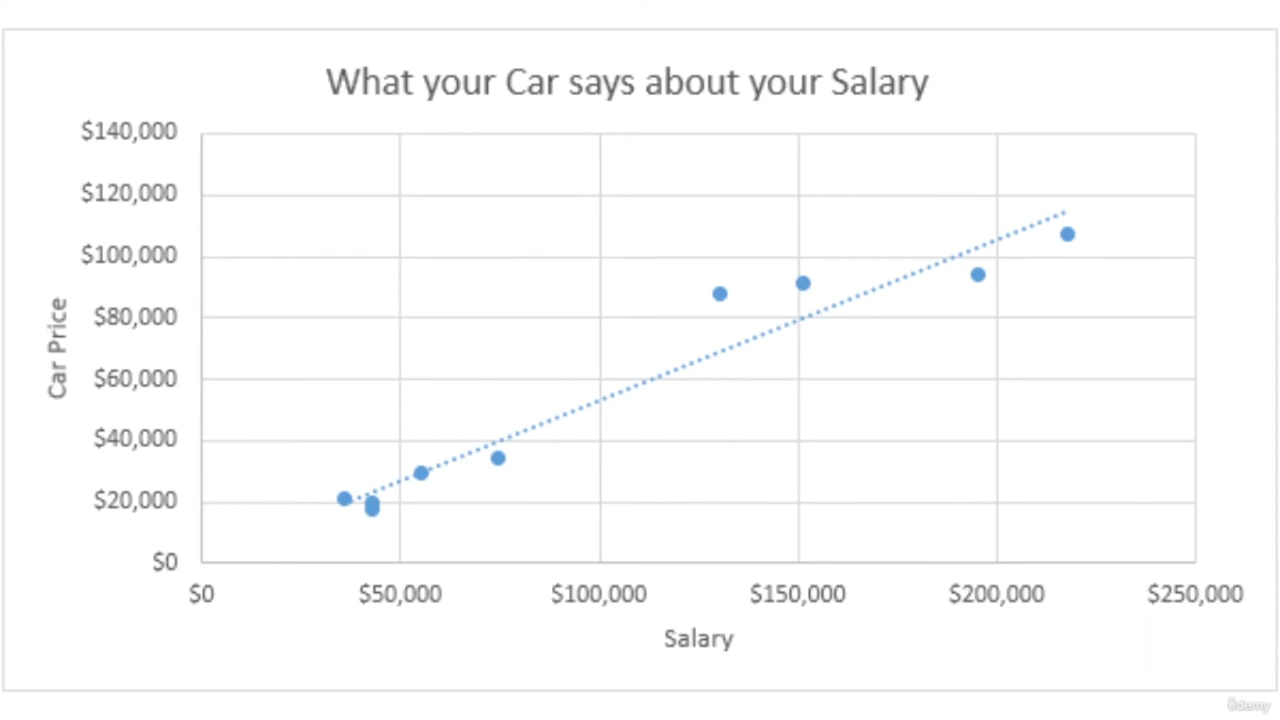 What your Car says about your Salary
$140,000
$120,000
$100,000
$80,000
$60,000
$40,000
$20,000
$0
Car Price
$0 $50,000 $100,000 $150,000 $200,000 $250,000
Salary
ûdemy